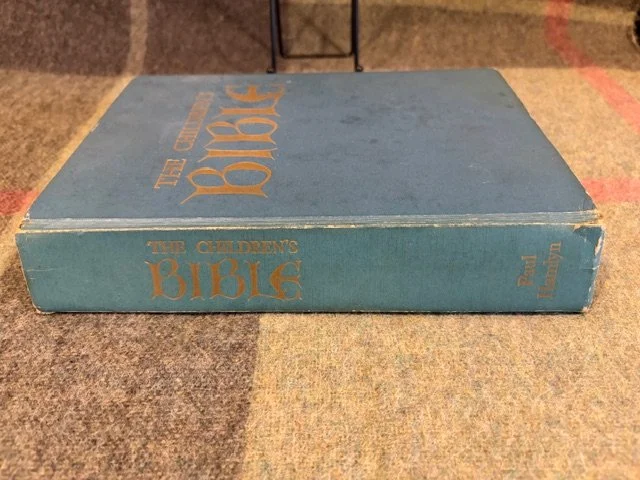 THE CHILDREN'S
BIBLE
THE CHILDREN'S
BIBLE
Paul
Hamlyn